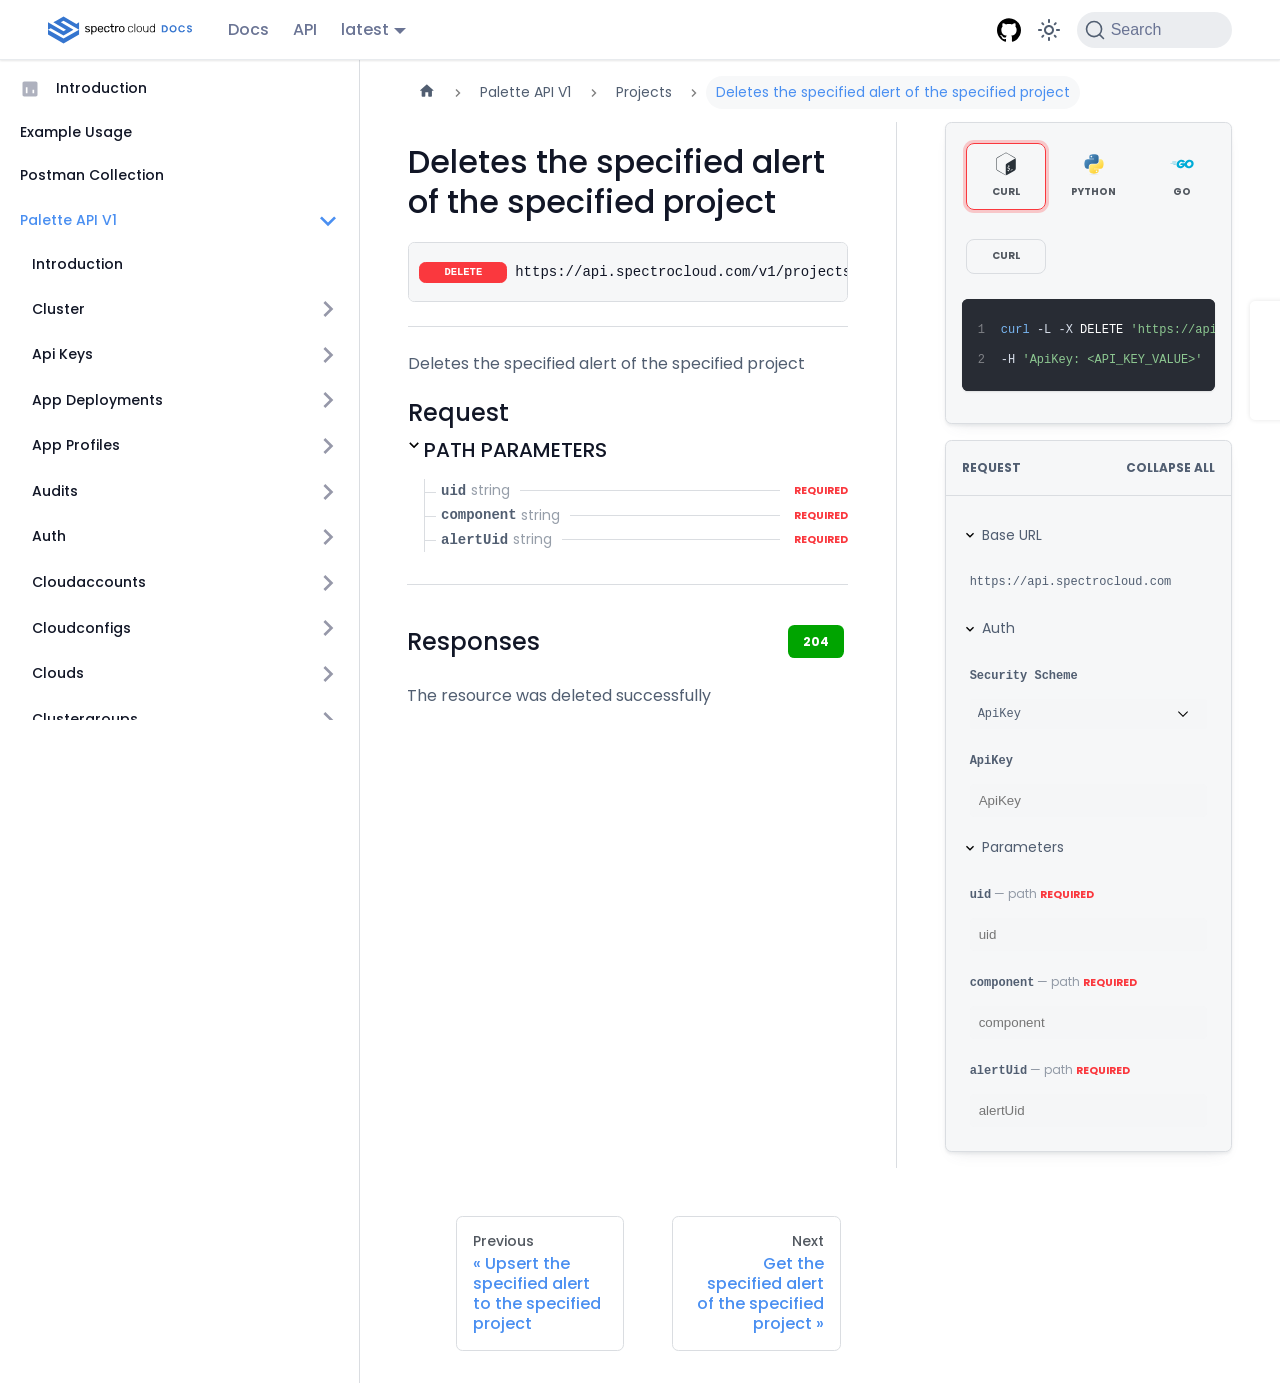 spectro cloud DOCS
Docs
API
latest
Search
Introduction
Example Usage
Postman Collection
Palette API V1
Introduction
Cluster
Api Keys
App Deployments
App Profiles
Audits
Auth
Cloudaccounts
Cloudconfigs
Clouds
Clustergroups
Palette API V1
Projects
Deletes the specified alert of the specified project
Deletes the specified alert
of the specified project
DELETE https://api.spectrocloud.com/v1/projects
Deletes the specified alert of the specified project
Request
PATH PARAMETERS
uid string REQUIRED
component string REQUIRED
alertUid string REQUIRED
Responses
204
The resource was deleted successfully
CURL
PYTHON
GO
CURL
1 curl -L -X DELETE 'https://api
2 -H 'ApiKey: <API_KEY_VALUE>'
REQUEST
COLLAPSE ALL
Base URL
https://api.spectrocloud.com
Auth
Security Scheme
ApiKey
ApiKey
ApiKey
Parameters
uid — path REQUIRED
uid
component — path REQUIRED
component
alertUid — path REQUIRED
alertUid
Previous
« Upsert the
specified alert
to the specified
project
Next
Get the
specified alert
of the specified
project »